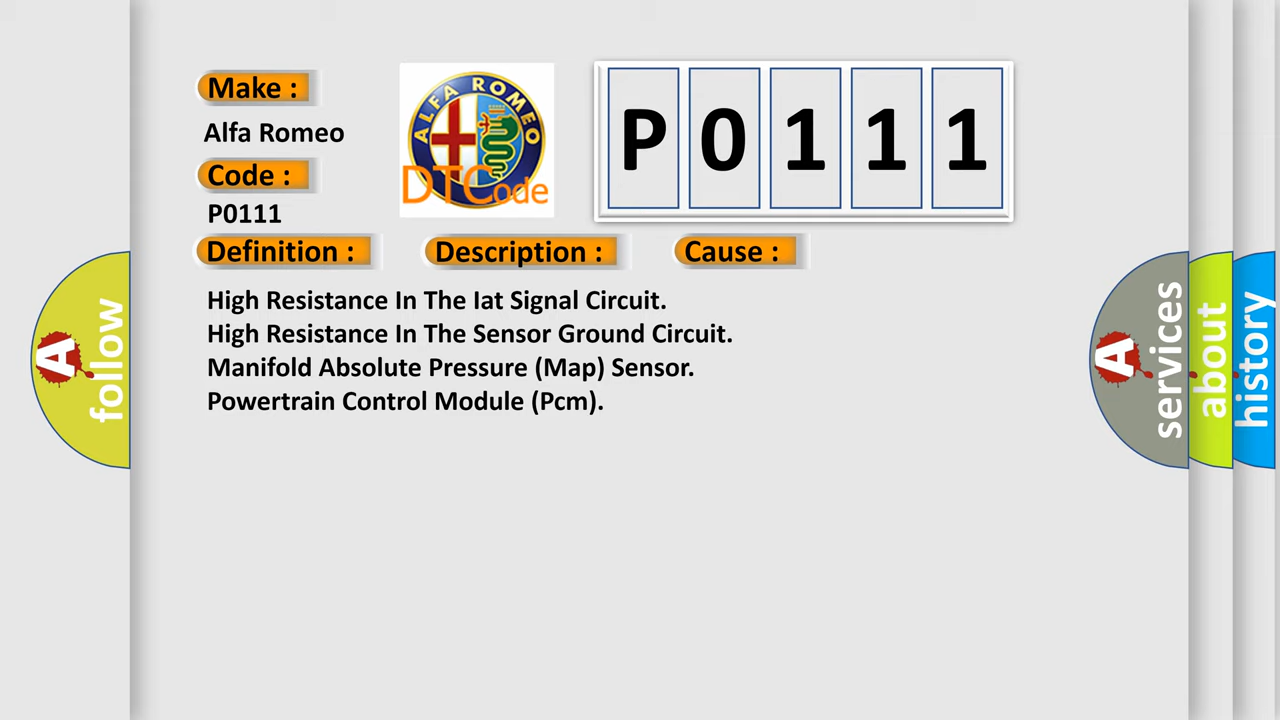 Make :
Alfa Romeo
Code :
P0111
ALFA ROMEO
DTCode
P0111
Definition :
Description :
Cause :
High Resistance In The Iat Signal Circuit.
High Resistance In The Sensor Ground Circuit.
Manifold Absolute Pressure (Map) Sensor.
Powertrain Control Module (Pcm).
A follow
A services
about
history